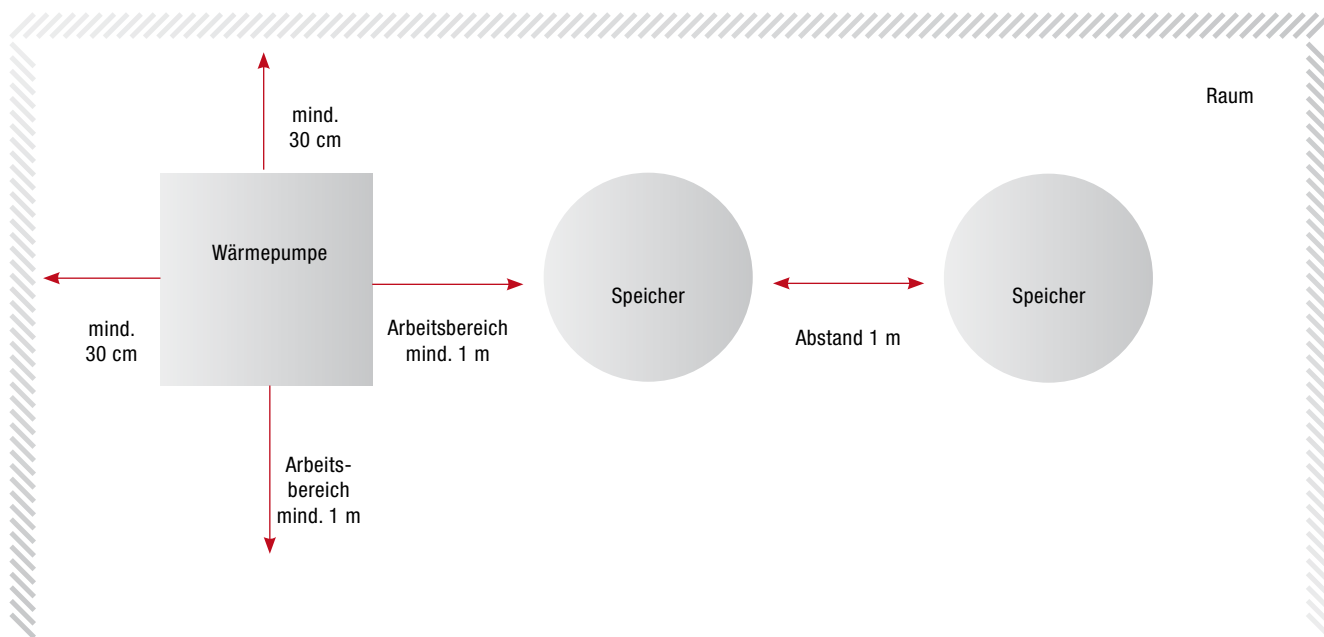 Raum
mind.
30 cm
Wärmepumpe
Speicher
Speicher
mind.
30 cm
Arbeitsbereich
mind. 1 m
Abstand 1 m
Arbeits-
bereich
mind. 1 m